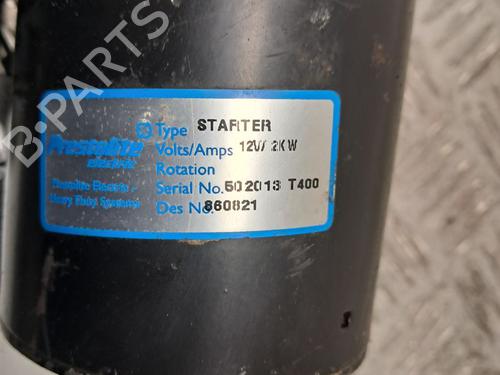 B-PARTS
Type STARTER
Prestolite
electric
Volts/Amps 12V/ 2KW
Rotation
Prestolite Electric
Heavy Duty Systems
Serial No. 502013 T400
Des No. 860821